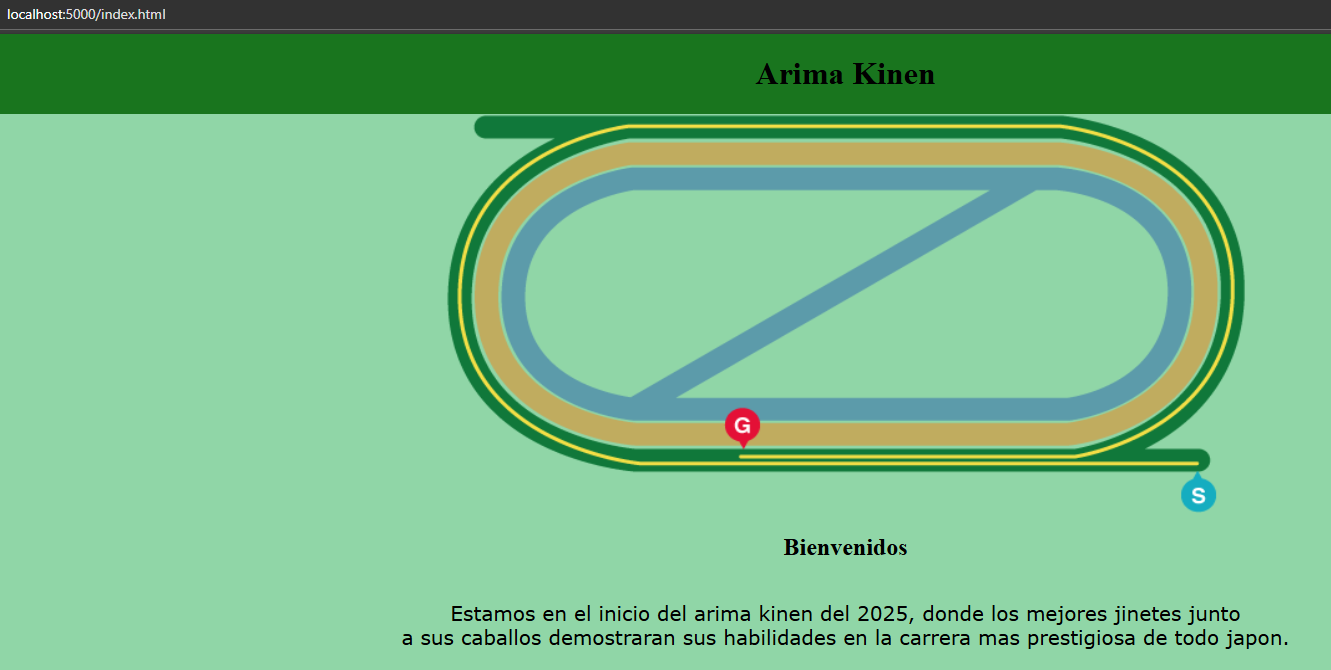 localhost:5000/index.html
Arima Kinen
G
S
Bienvenidos
Estamos en el inicio del arima kinen del 2025, donde los mejores jinetes junto
a sus caballos demostraran sus habilidades en la carrera mas prestigiosa de todo japon.